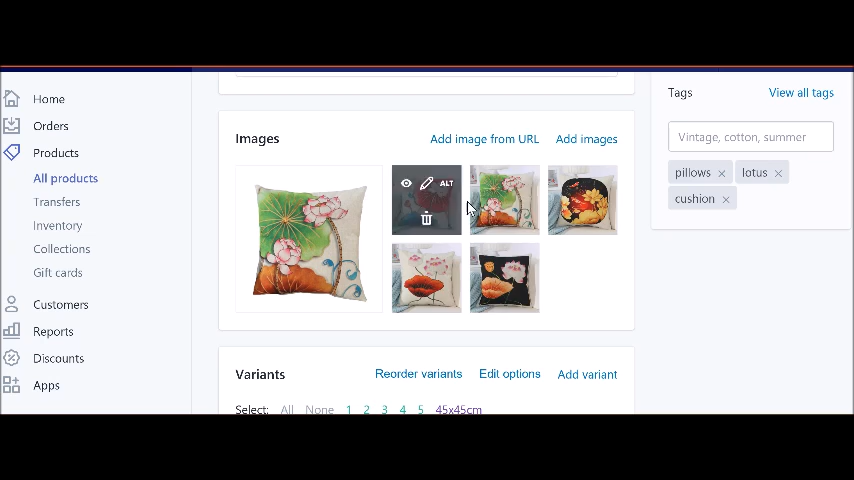 Home
Orders
Products
All products
Transfers
Inventory
Collections
Gift cards
Customers
Reports
Discounts
Apps
Images
Add image from URL
Add images
ALT
Variants
Reorder variants
Edit options
Add variant
Select: All None 1 2 3 4 5 45x45cm
Tags
View all tags
Vintage, cotton, summer
pillows × lotus ×
cushion ×